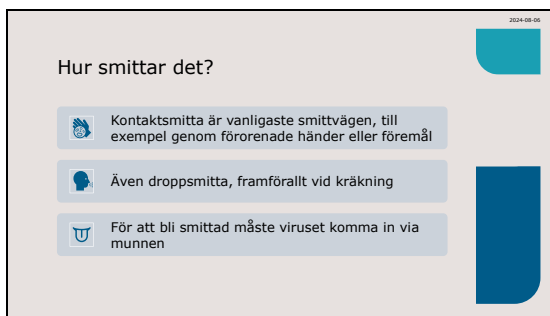 2024-08-06
Hur smittar det?
Kontaktsmitta är vanligaste smittvägen, till
exempel genom förorenade händer eller föremål
Även droppsmitta, framförallt vid kräkning
För att bli smittad måste viruset komma in via
munnen